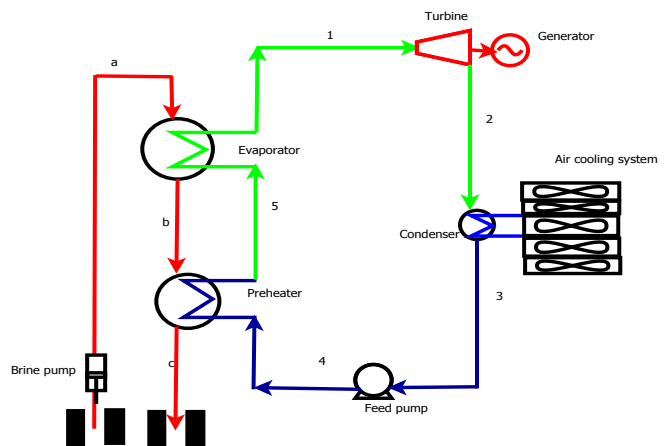 Turbine
Generator
1
a
2
Evaporator
Air cooling system
5
b
Condenser
Preheater
3
4
c
Brine pump
Feed pump